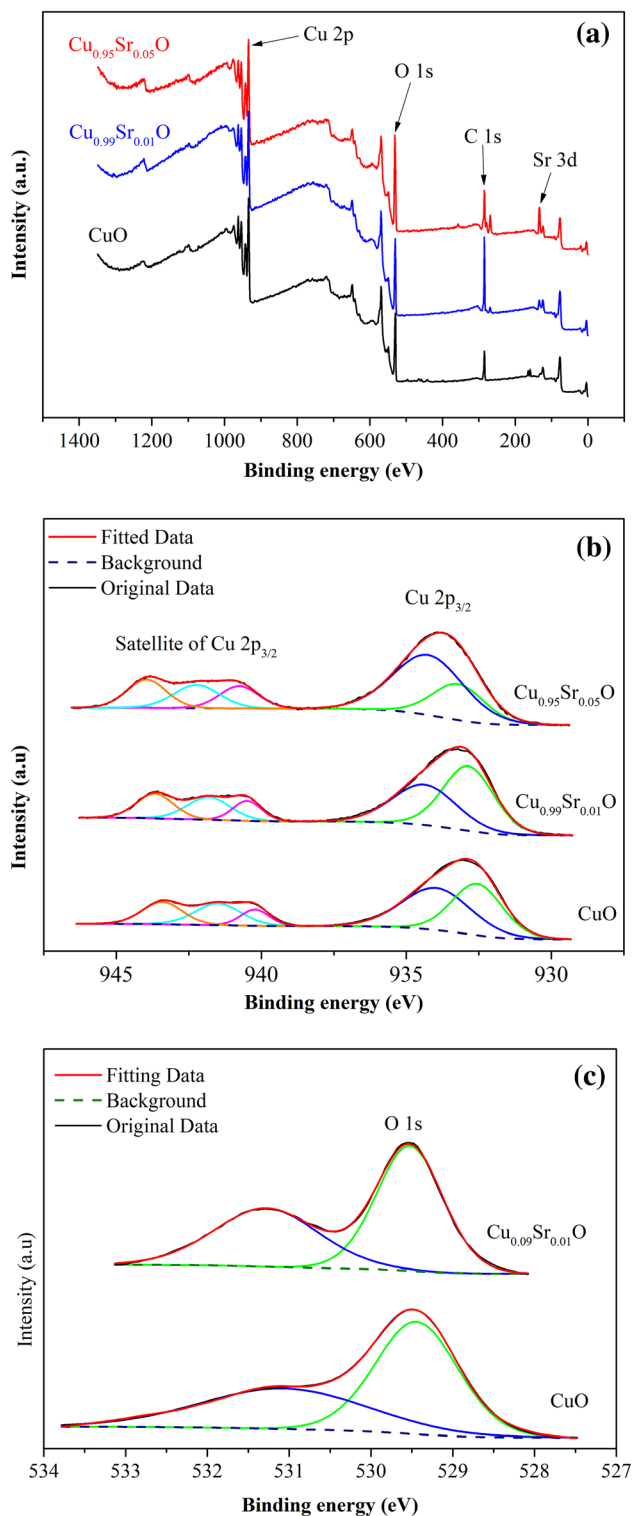 (a)
Cu0.95Sr0.05O
Cu 2p
O 1s
Cu0.99Sr0.01O
C 1s
Sr 3d
CuO
Intensity (a.u.)
1400 1200 1000 800 600 400 200 0
Binding energy (eV)
(b)
Fitted Data
Background
Original Data
Cu 2p3/2
Satellite of Cu 2p3/2
Cu0.95Sr0.05O
Cu0.99Sr0.01O
CuO
Intensity (a.u)
945 940 935 930
Binding energy (eV)
(c)
Fitting Data
Background
Original Data
O 1s
Cu0.09Sr0.01O
CuO
Intensity (a.u)
534 533 532 531 530 529 528 527
Binding energy (eV)